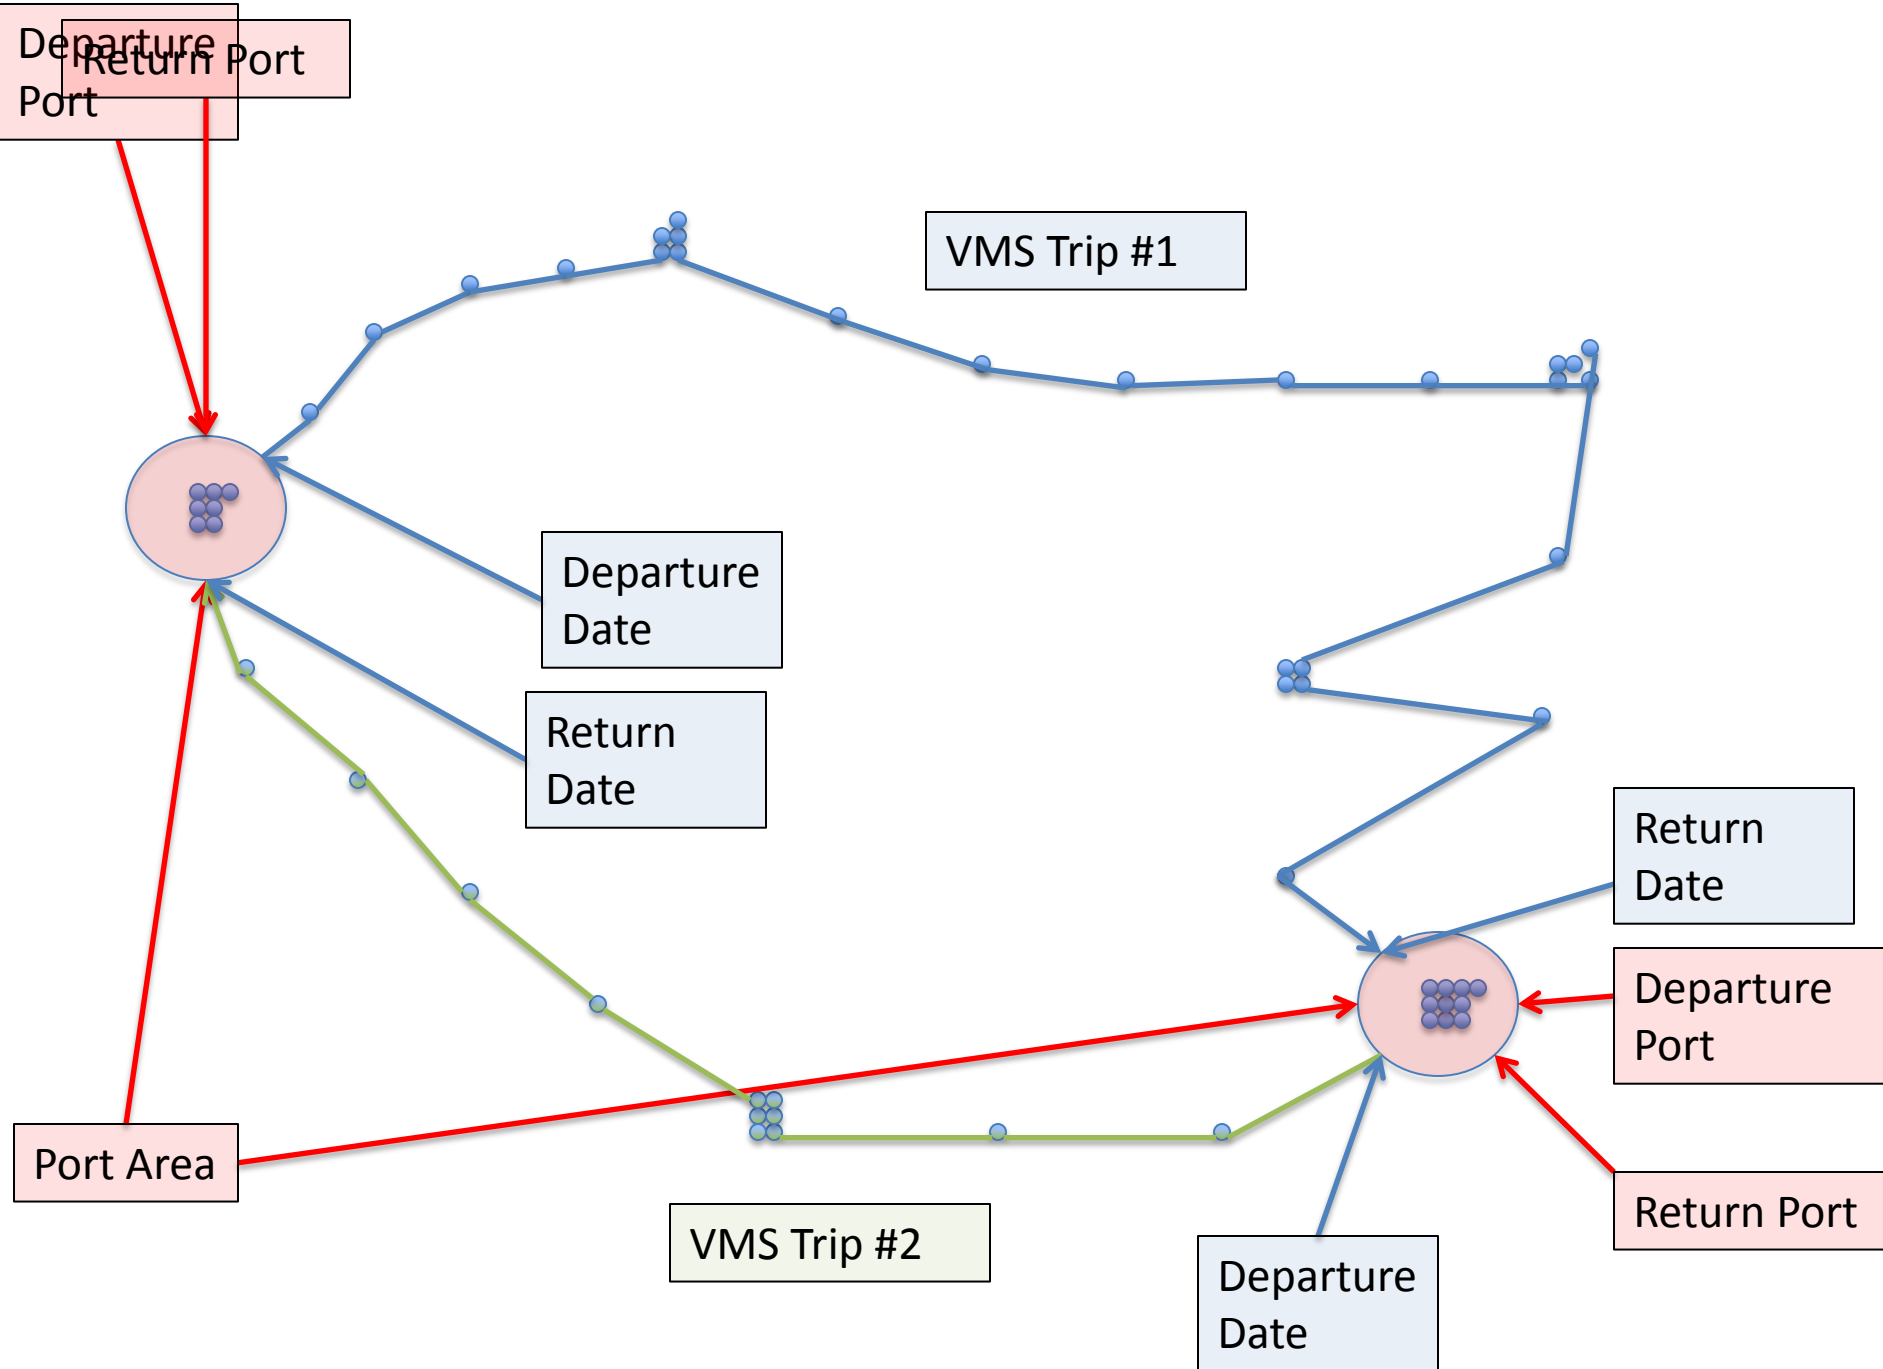 Departure
Port
Return Port
VMS Trip #1
Departure
Date
Return
Date
Return
Date
Departure
Port
Port Area
Return Port
VMS Trip #2
Departure
Date